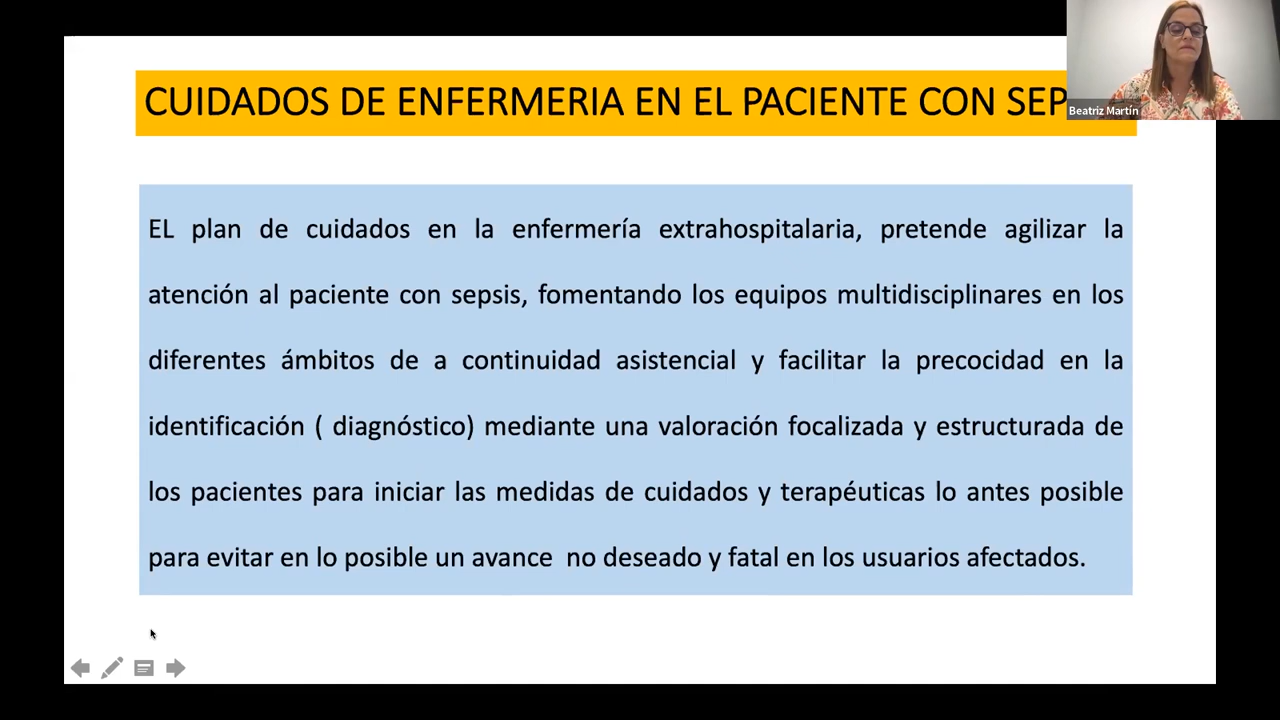 CUIDADOS DE ENFERMERIA EN EL PACIENTE CON SEP
Beatriz Martín
EL plan de cuidados en la enfermería extrahospitalaria, pretende agilizar la
atención al paciente con sepsis, fomentando los equipos multidisciplinares en los
diferentes ámbitos de a continuidad asistencial y facilitar la precocidad en la
identificación ( diagnóstico) mediante una valoración focalizada y estructurada de
los pacientes para iniciar las medidas de cuidados y terapéuticas lo antes posible
para evitar en lo posible un avance  no deseado y fatal en los usuarios afectados.